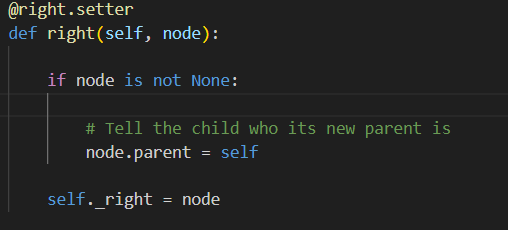 @right.setter
def right(self, node):
if node is not None:
# Tell the child who its new parent is
node.parent = self
self._right = node